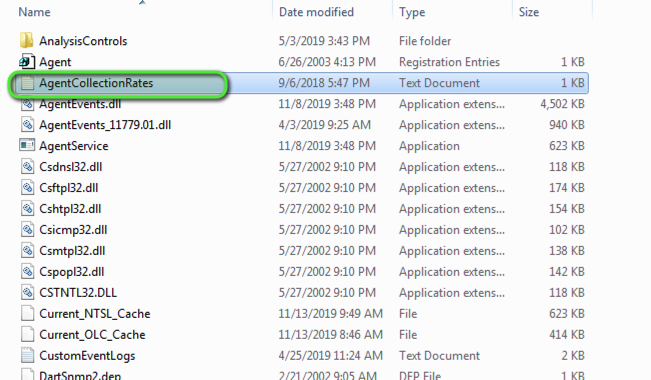 Name Date modified Type Size
AnalysisControls 5/3/2019 3:43 PM File folder
Agent 6/26/2003 4:13 PM Registration Entries 1 KB
AgentCollectionRates 9/6/2018 5:47 PM Text Document 1 KB
AgentEvents.dll 11/8/2019 3:48 PM Application extens... 4,502 KB
AgentEvents_11779.01.dll 4/3/2019 9:25 AM Application extens... 940 KB
AgentService 11/8/2019 3:48 PM Application 623 KB
Csdnsl32.dll 5/27/2002 9:10 PM Application extens... 118 KB
Csftpl32.dll 5/27/2002 9:10 PM Application extens... 174 KB
Cshtpl32.dll 5/27/2002 9:10 PM Application extens... 154 KB
Csicmp32.dll 5/27/2002 9:10 PM Application extens... 102 KB
Csmtpl32.dll 5/27/2002 9:10 PM Application extens... 138 KB
Cspopl32.dll 5/27/2002 9:10 PM Application extens... 142 KB
CSTNTL32.DLL 5/27/2002 9:10 PM Application extens... 118 KB
Current_NTSL_Cache 11/13/2019 9:49 AM File 623 KB
Current_OLC_Cache 11/13/2019 8:46 AM File 414 KB
CustomEventLogs 4/25/2019 11:24 AM Text Document 2 KB
DartSnmp2.dep 2/21/2002 9:05 AM DEP File 1 KB